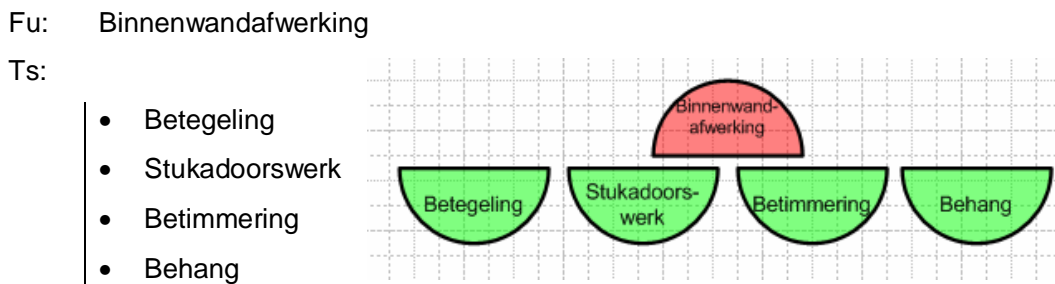 Fu: Binnenwandafwerking
Ts:
• Betegeling
• Stukadoorswerk
• Betimmering
• Behang
Binnenwand-
afwerking
Betegeling
Stukadoors-
werk
Betimmering
Behang